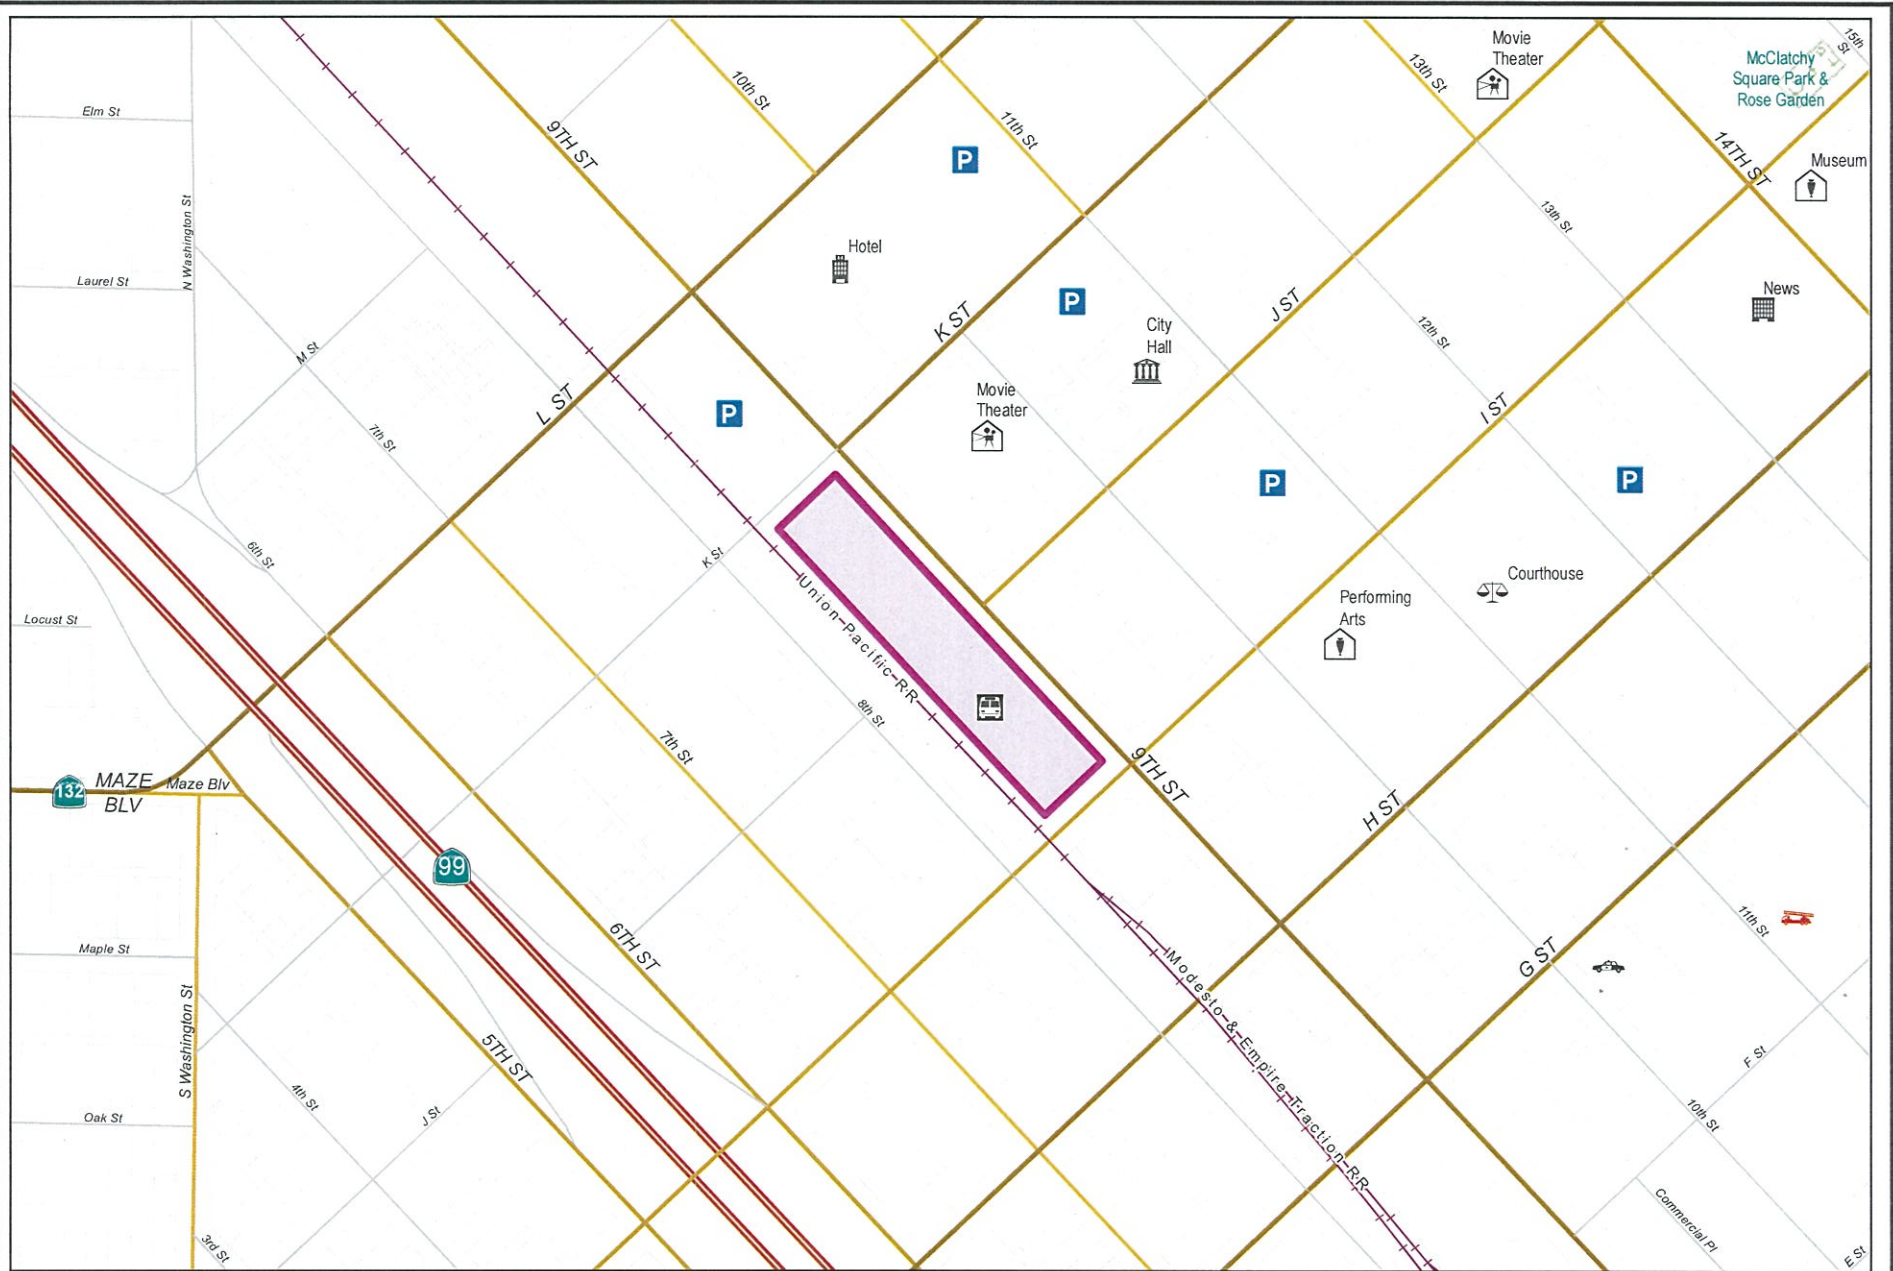 Movie
Theater
McClatchy
Square Park &
Rose Garden
15th
St
10th St
13th St
Elm St
9TH ST
11th St
14TH ST
Museum
N Washington St
Hotel
13th St
Laurel St
J ST
News
K ST
City
Hall
12th St
M St
L ST
Movie
Theater
I ST
7th St
P
P
P
P
P
6th St
K St
Courthouse
Performing
Arts
Union Pacific RR
Locust St
8th St
7th St
9TH ST
132
MAZE
BLV
Maze Blv
H ST
99
11th St
6TH ST
G ST
Maple St
Modesto & Empire Traction RR
S Washington St
5TH ST
F St
4th St
J St
10th St
Oak St
Commercial Pl
3rd St
E St